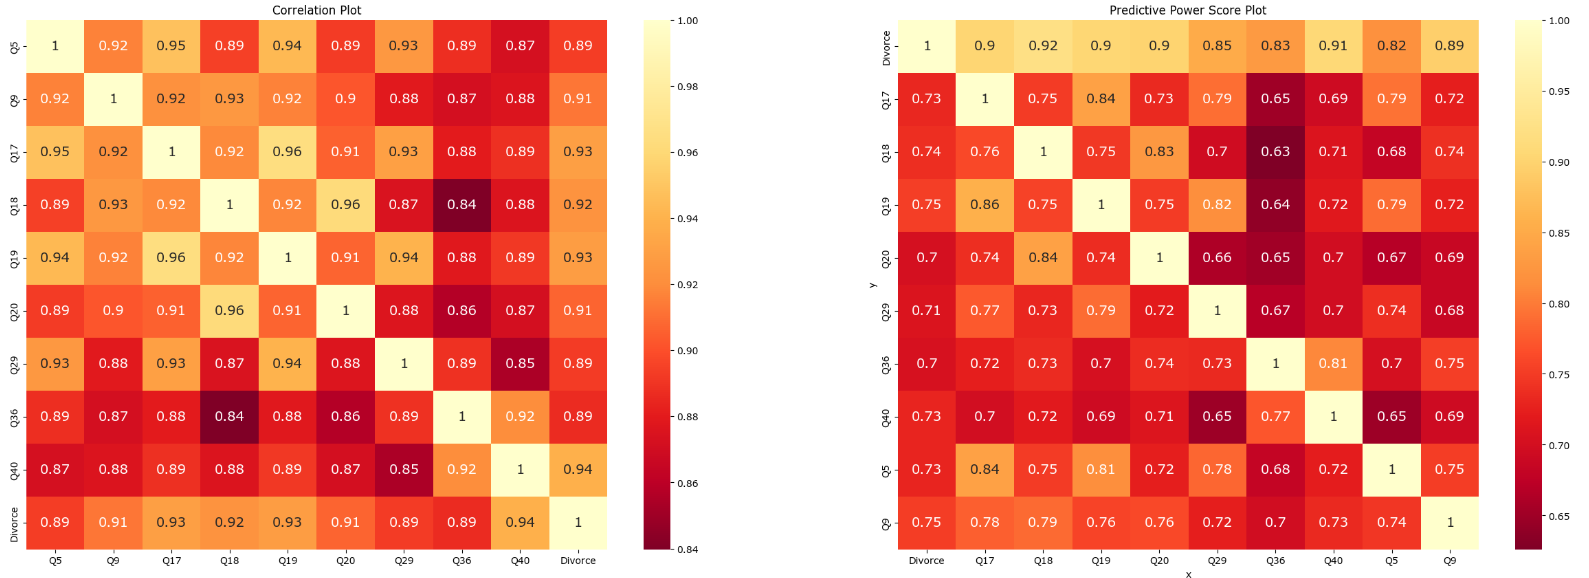 Correlation Plot
Q5 1 0.92 0.95 0.89 0.94 0.89 0.93 0.89 0.87 0.89
Q9 0.92 1 0.92 0.93 0.92 0.9 0.88 0.87 0.88 0.91
Q17 0.95 0.92 1 0.92 0.96 0.91 0.93 0.88 0.89 0.93
Q18 0.89 0.93 0.92 1 0.92 0.96 0.87 0.84 0.88 0.92
Q19 0.94 0.92 0.96 0.92 1 0.91 0.94 0.88 0.89 0.93
Q20 0.89 0.9 0.91 0.96 0.91 1 0.88 0.86 0.87 0.91
Q29 0.93 0.88 0.93 0.87 0.94 0.88 1 0.89 0.85 0.89
Q36 0.89 0.87 0.88 0.84 0.88 0.86 0.89 1 0.92 0.89
Q40 0.87 0.88 0.89 0.88 0.89 0.87 0.85 0.92 1 0.94
Divorce 0.89 0.91 0.93 0.92 0.93 0.91 0.89 0.89 0.94 1
Q5 Q9 Q17 Q18 Q19 Q20 Q29 Q36 Q40 Divorce
1.00
0.98
0.96
0.94
0.92
0.90
0.88
0.86
0.84
Predictive Power Score Plot
y
Divorce 1 0.9 0.92 0.9 0.9 0.85 0.83 0.91 0.82 0.89
Q17 0.73 1 0.75 0.84 0.73 0.79 0.65 0.69 0.79 0.72
Q18 0.74 0.76 1 0.75 0.83 0.7 0.63 0.71 0.68 0.74
Q19 0.75 0.86 0.75 1 0.75 0.82 0.64 0.72 0.79 0.72
Q20 0.7 0.74 0.84 0.74 1 0.66 0.65 0.7 0.67 0.69
Q29 0.71 0.77 0.73 0.79 0.72 1 0.67 0.7 0.74 0.68
Q36 0.7 0.72 0.73 0.7 0.74 0.73 1 0.81 0.7 0.75
Q40 0.73 0.7 0.72 0.69 0.71 0.65 0.77 1 0.65 0.69
Q5 0.73 0.84 0.75 0.81 0.72 0.78 0.68 0.72 1 0.75
Q9 0.75 0.78 0.79 0.76 0.76 0.72 0.7 0.73 0.74 1
Divorce Q17 Q18 Q19 Q20 Q29 Q36 Q40 Q5 Q9
x
1.00
0.95
0.90
0.85
0.80
0.75
0.70
0.65